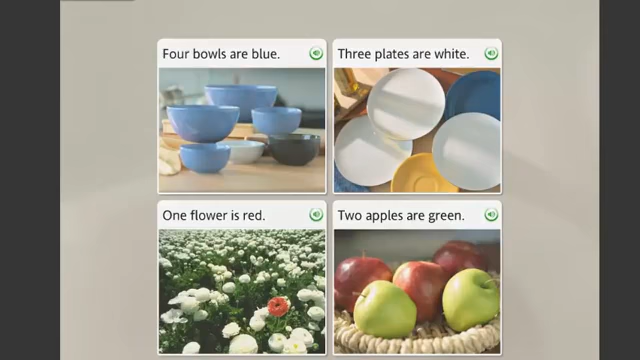 Four bowls are blue.
Three plates are white.
One flower is red.
Two apples are green.